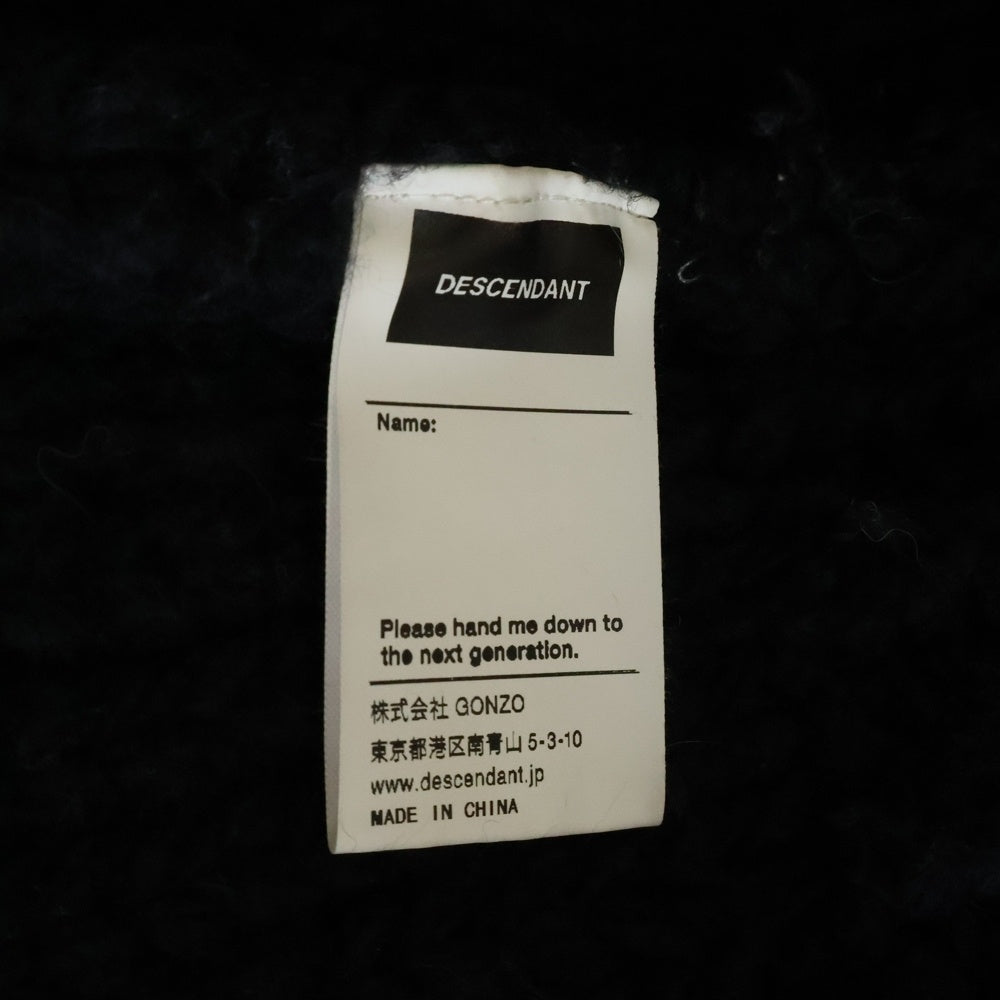 DESCENDANT
Name:
Please hand me down to
the next generation.
株式会社 GONZO
東京都港区南青山 5-3-10
www.descendant.jp
MADE IN CHINA